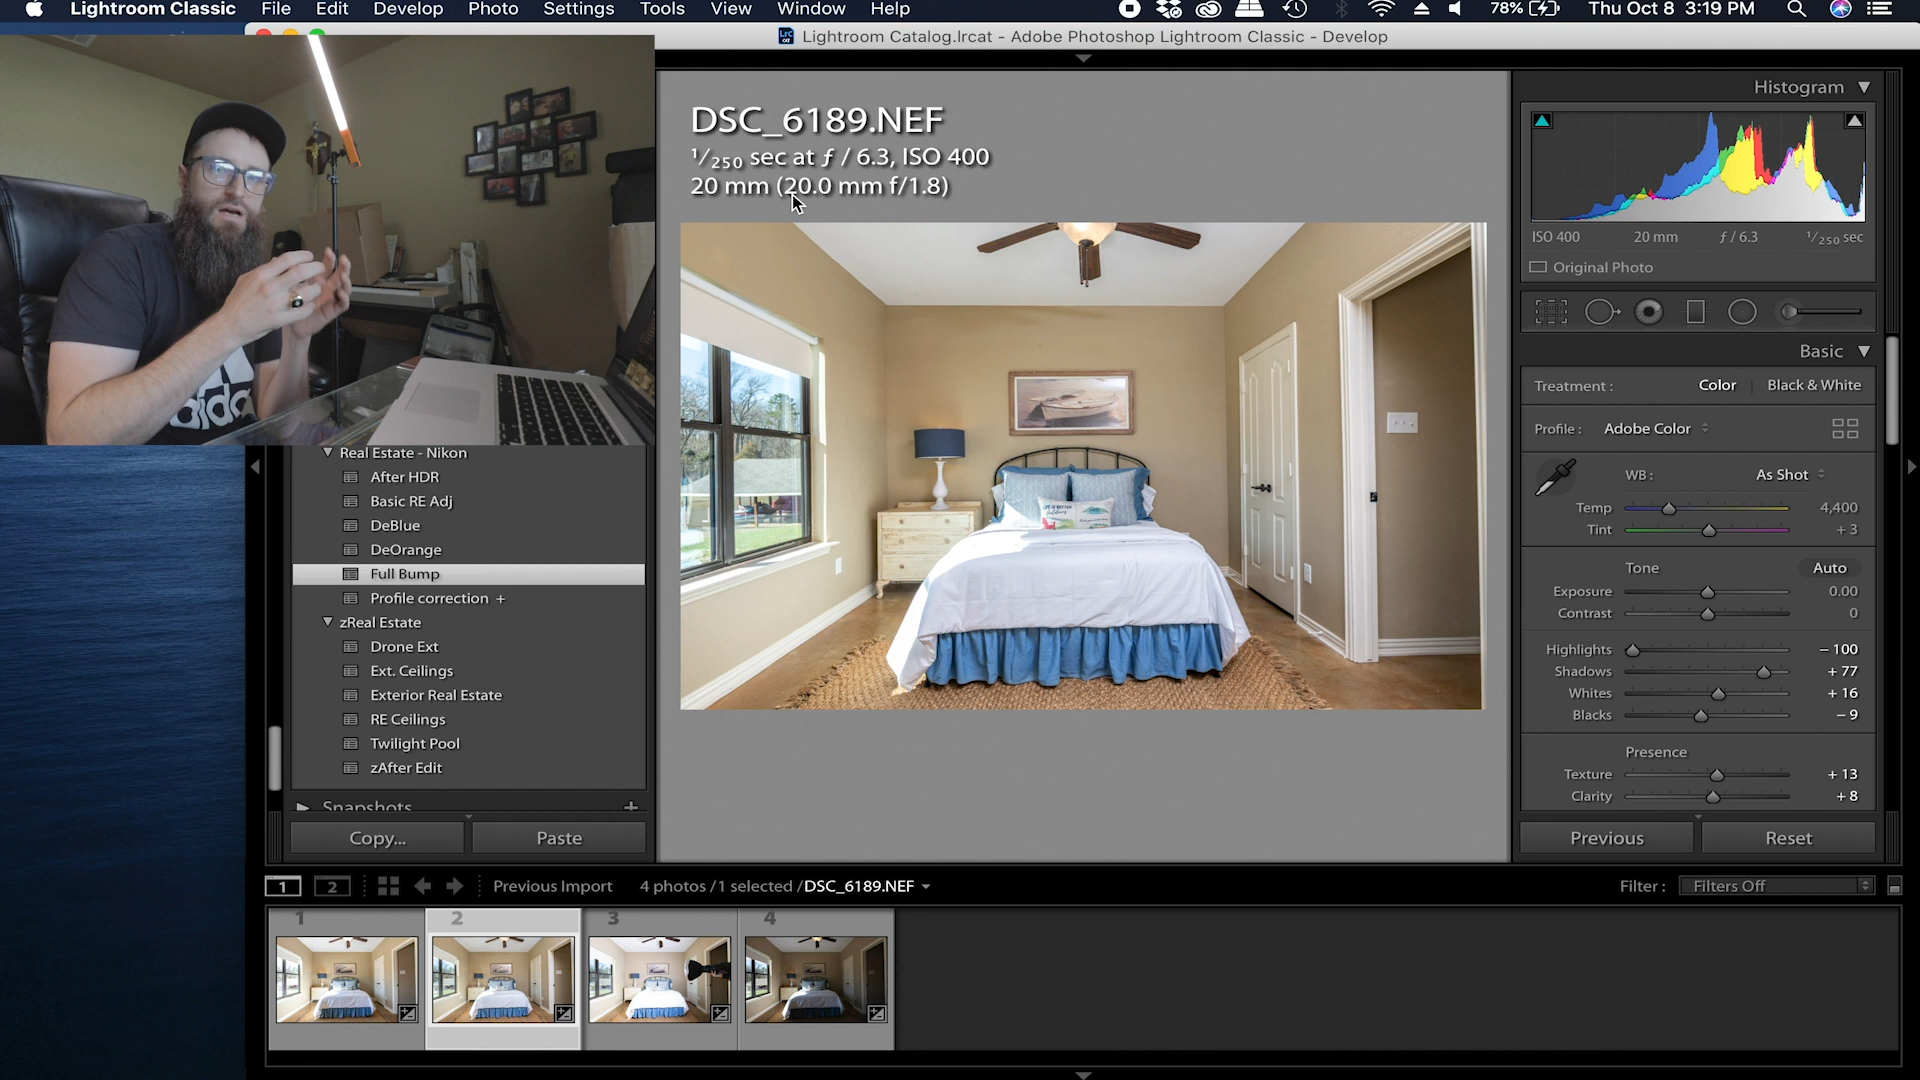 Lightroom Classic File Edit Develop Photo Settings Tools View Window Help 78% Thu Oct 8 3:19 PM
Lightroom Catalog.lrcat - Adobe Photoshop Lightroom Classic - Develop
adidas
DSC_6189.NEF
1/250 sec at ƒ / 6.3, ISO 400
20 mm (20.0 mm f/1.8)
Real Estate - Nikon
After HDR
Basic RE Adj
DeBlue
DeOrange
Full Bump
Profile correction +
zReal Estate
Drone Ext
Ext. Ceilings
Exterior Real Estate
RE Ceilings
Twilight Pool
zAfter Edit
Snapshots +
Copy... Paste
Histogram
ISO 400 20 mm ƒ / 6.3 1/250 sec
Original Photo
Basic
Treatment : Color Black & White
Profile : Adobe Color
WB : As Shot
Temp 4,400
Tint + 3
Tone Auto
Exposure 0.00
Contrast 0
Highlights – 100
Shadows + 77
Whites + 16
Blacks – 9
Presence
Texture + 13
Clarity + 8
Previous Reset
1 2 Previous Import 4 photos /1 selected /DSC_6189.NEF Filter : Filters Off
1 2 3 4